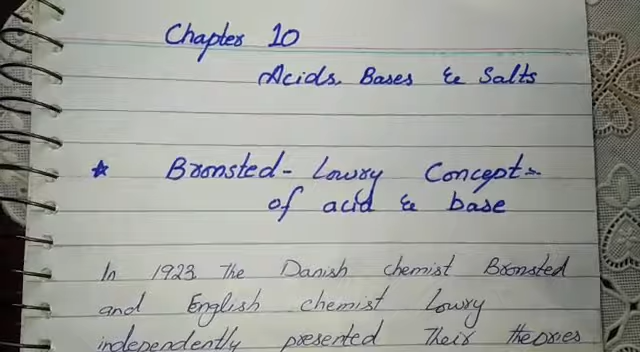 Chapter 10
Acids, Bases & Salts
* Bronsted-Lowry Concept:-
of acid & base
In 1923 the Danish chemist Bronsted
and English chemist Lowry
independently presented their theories